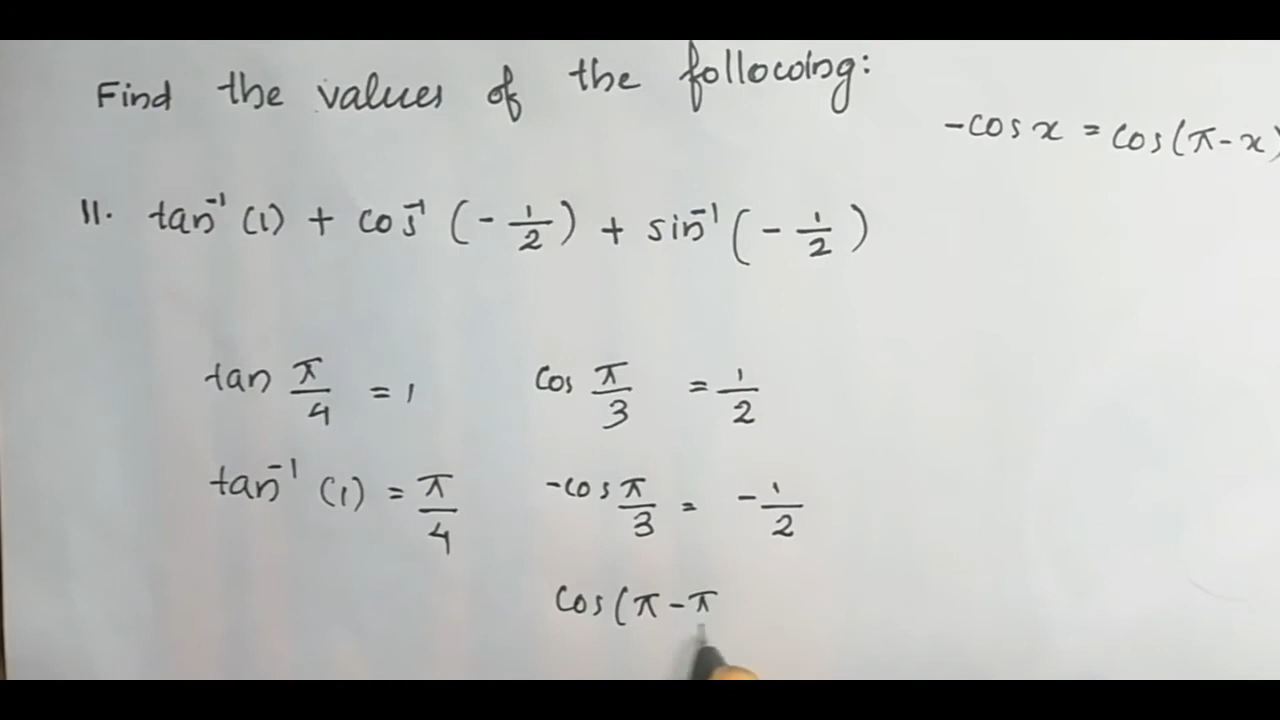 Find the values of the following:
-cos x = cos(π - x)
11. tan⁻¹(1) + cos⁻¹(-1/2) + sin⁻¹(-1/2)
tan π/4 = 1
cos π/3 = 1/2
tan⁻¹(1) = π/4
-cos π/3 = -1/2
cos(π - π